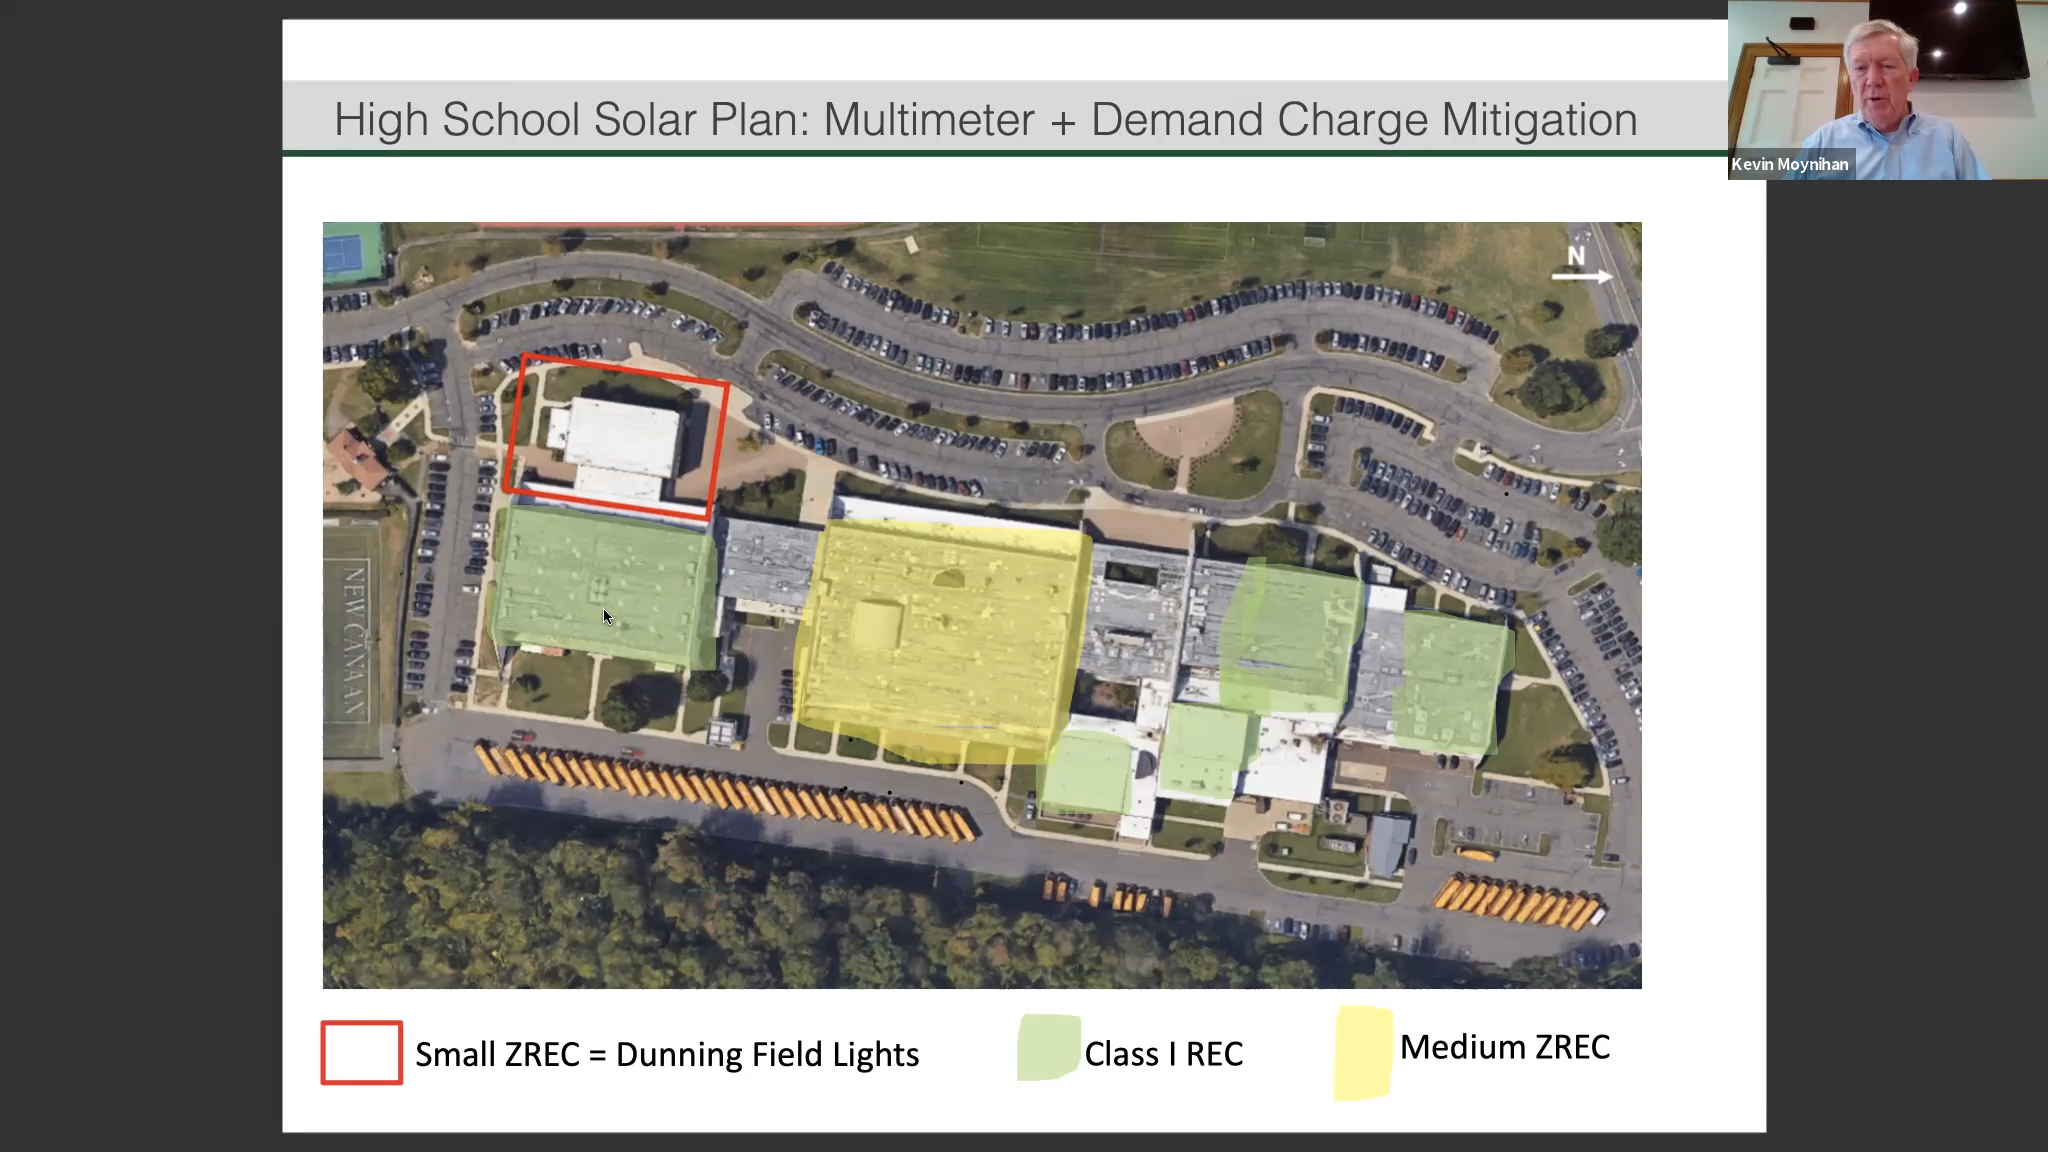 High School Solar Plan: Multimeter + Demand Charge Mitigation
Kevin Moynihan
N
NEW CANAAN
Small ZREC = Dunning Field Lights
Class I REC
Medium ZREC